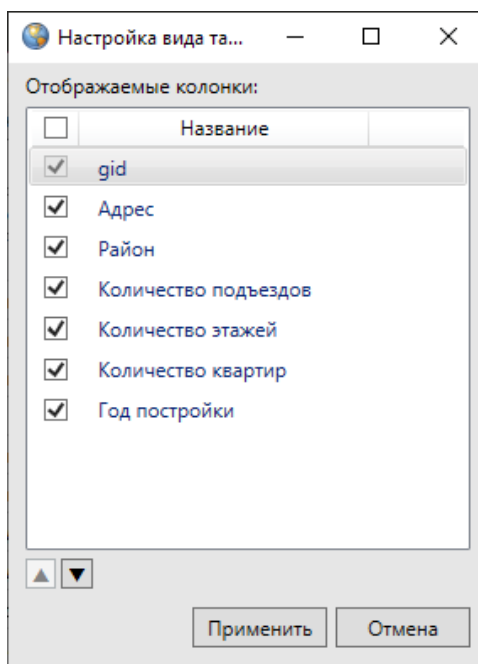 Настройка вида та...
Отображаемые колонки:
Название
gid
Адрес
Район
Количество подъездов
Количество этажей
Количество квартир
Год постройки
Применить
Отмена